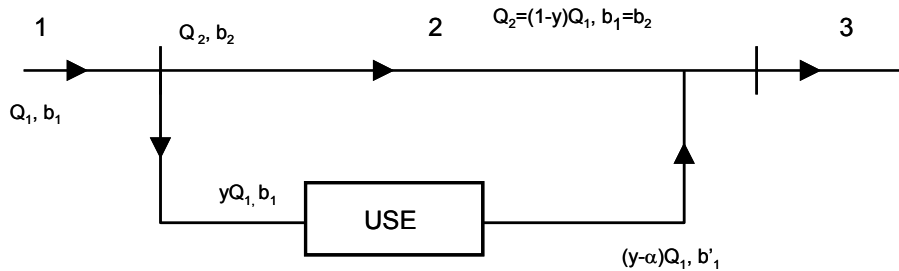 1
Q₂, b₂
2
Q₂=(1-y)Q₁, b₁=b₂
3
Q₁, b₁
yQ₁, b₁
USE
(y-α)Q₁, b'₁